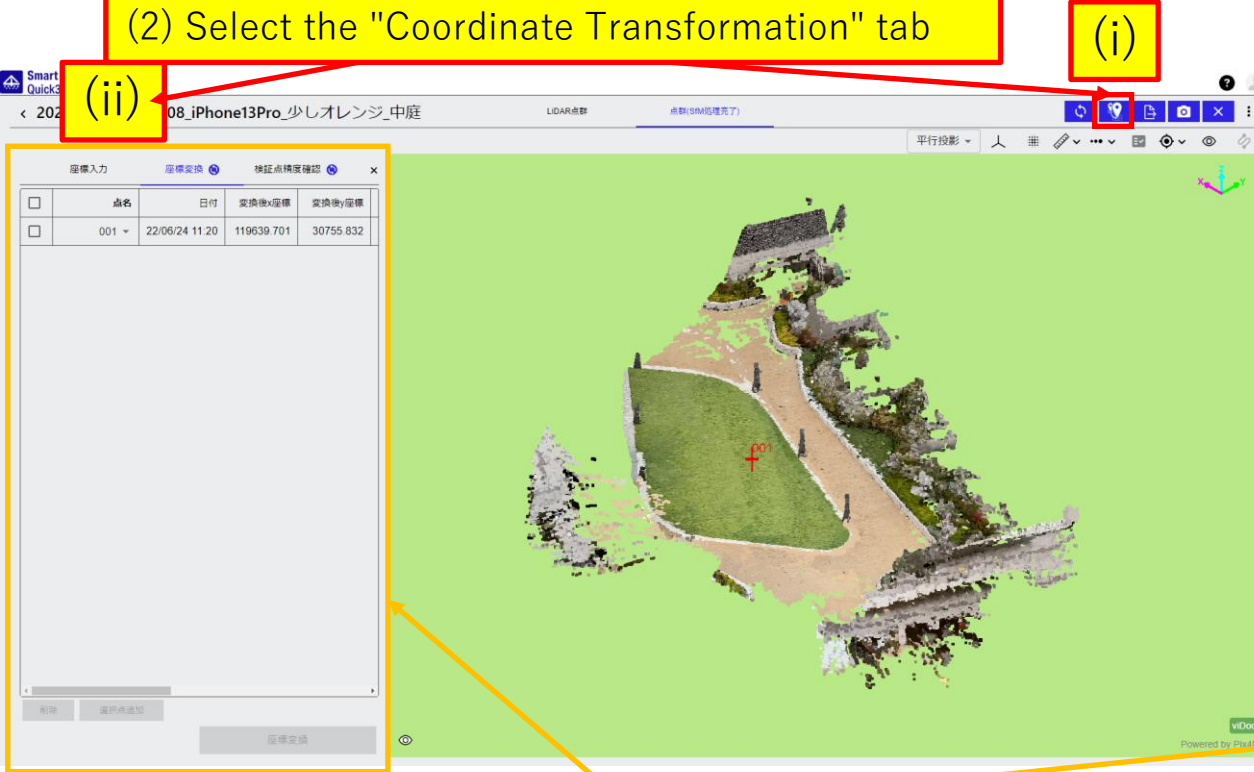 (2) Select the "Coordinate Transformation" tab
(i)
(ii)
Smart
Quick3
?
< 202
08_iPhone13Pro_少しオレンジ_中庭
LiDAR点群
点群(SfM処理完了)
平行投影
座標入力
座標変換
検証点精度確認
×
点名
日付
変換後x座標
変換後y座標
001
22/06/24 11:20
119639.701
30755.832
x
z
Y
001
削除
選択点追加
座標変換
viDoc
Powered by Pix4